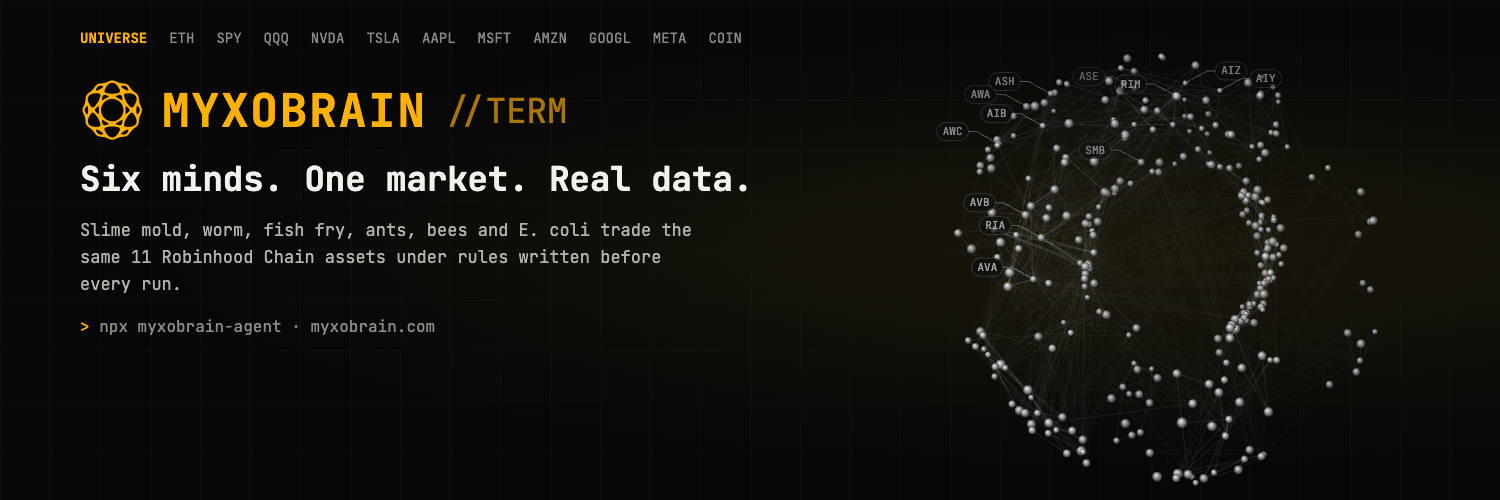 UNIVERSE ETH SPY QQQ NVDA TSLA AAPL MSFT AMZN GOOGL META COIN
MYXOBRAIN //TERM
Six minds. One market. Real data.
Slime mold, worm, fish fry, ants, bees and E. coli trade the
same 11 Robinhood Chain assets under rules written before
every run.
> npx myxobrain-agent · myxobrain.com
ASH
ASE
RIM
AIZ
AIY
AWA
AIB
AWC
SMB
AVB
RIA
AVA